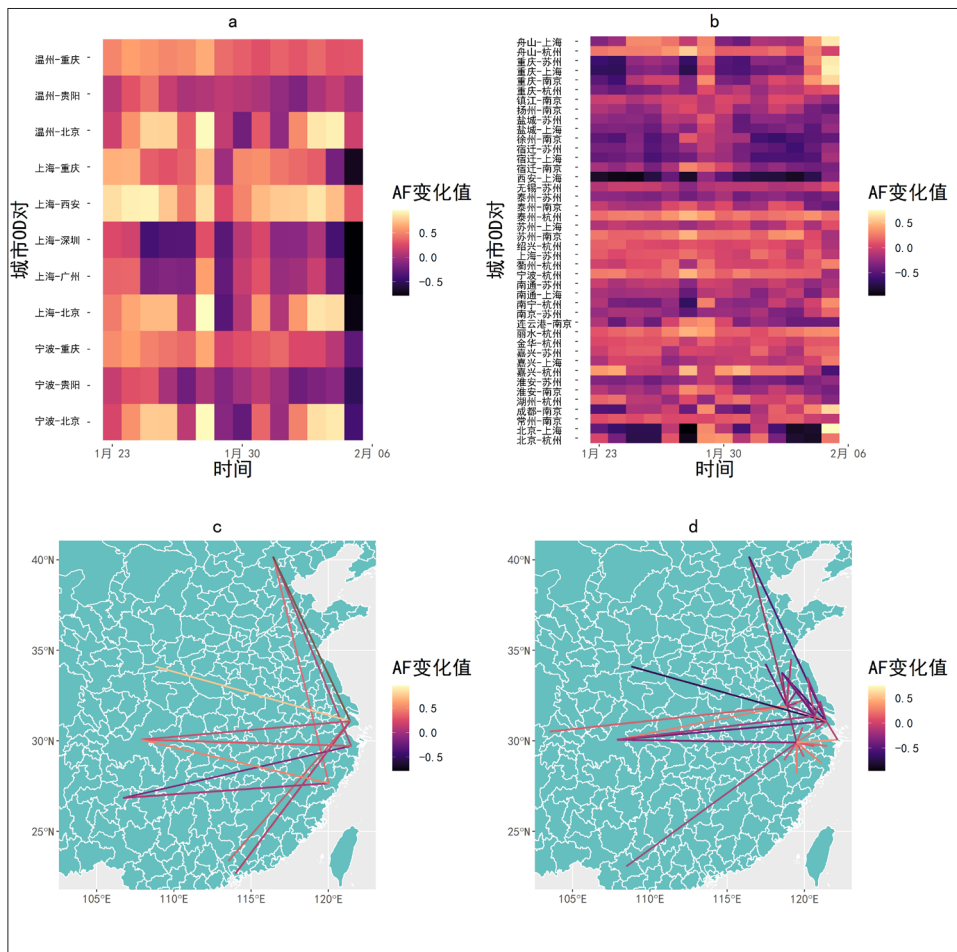 a
城市OD对
温州-重庆
温州-贵阳
温州-北京
上海-重庆
上海-西安
上海-深圳
上海-广州
上海-北京
宁波-重庆
宁波-贵阳
宁波-北京
1月 23
1月 30
2月 06
时间
AF变化值
0.5
0.0
-0.5
b
城市OD对
舟山-上海
舟山-杭州
重庆-苏州
重庆-上海
重庆-南京
重庆-杭州
镇江-南京
扬州-南京
盐城-苏州
盐城-上海
徐州-南京
宿迁-苏州
宿迁-上海
宿迁-南京
西安-上海
无锡-苏州
泰州-苏州
泰州-南京
泰州-杭州
苏州-上海
苏州-南京
绍兴-杭州
上海-苏州
衢州-杭州
宁波-杭州
南通-苏州
南通-上海
南宁-杭州
南京-苏州
连云港-南京
丽水-杭州
金华-杭州
嘉兴-苏州
嘉兴-上海
嘉兴-杭州
淮安-苏州
淮安-南京
湖州-杭州
成都-南京
常州-南京
北京-上海
北京-杭州
1月 23
1月 30
2月 06
时间
AF变化值
0.5
0.0
-0.5
c
40°N
35°N
30°N
25°N
105°E
110°E
115°E
120°E
AF变化值
0.5
0.0
-0.5
d
40°N
35°N
30°N
25°N
105°E
110°E
115°E
120°E
AF变化值
0.5
0.0
-0.5